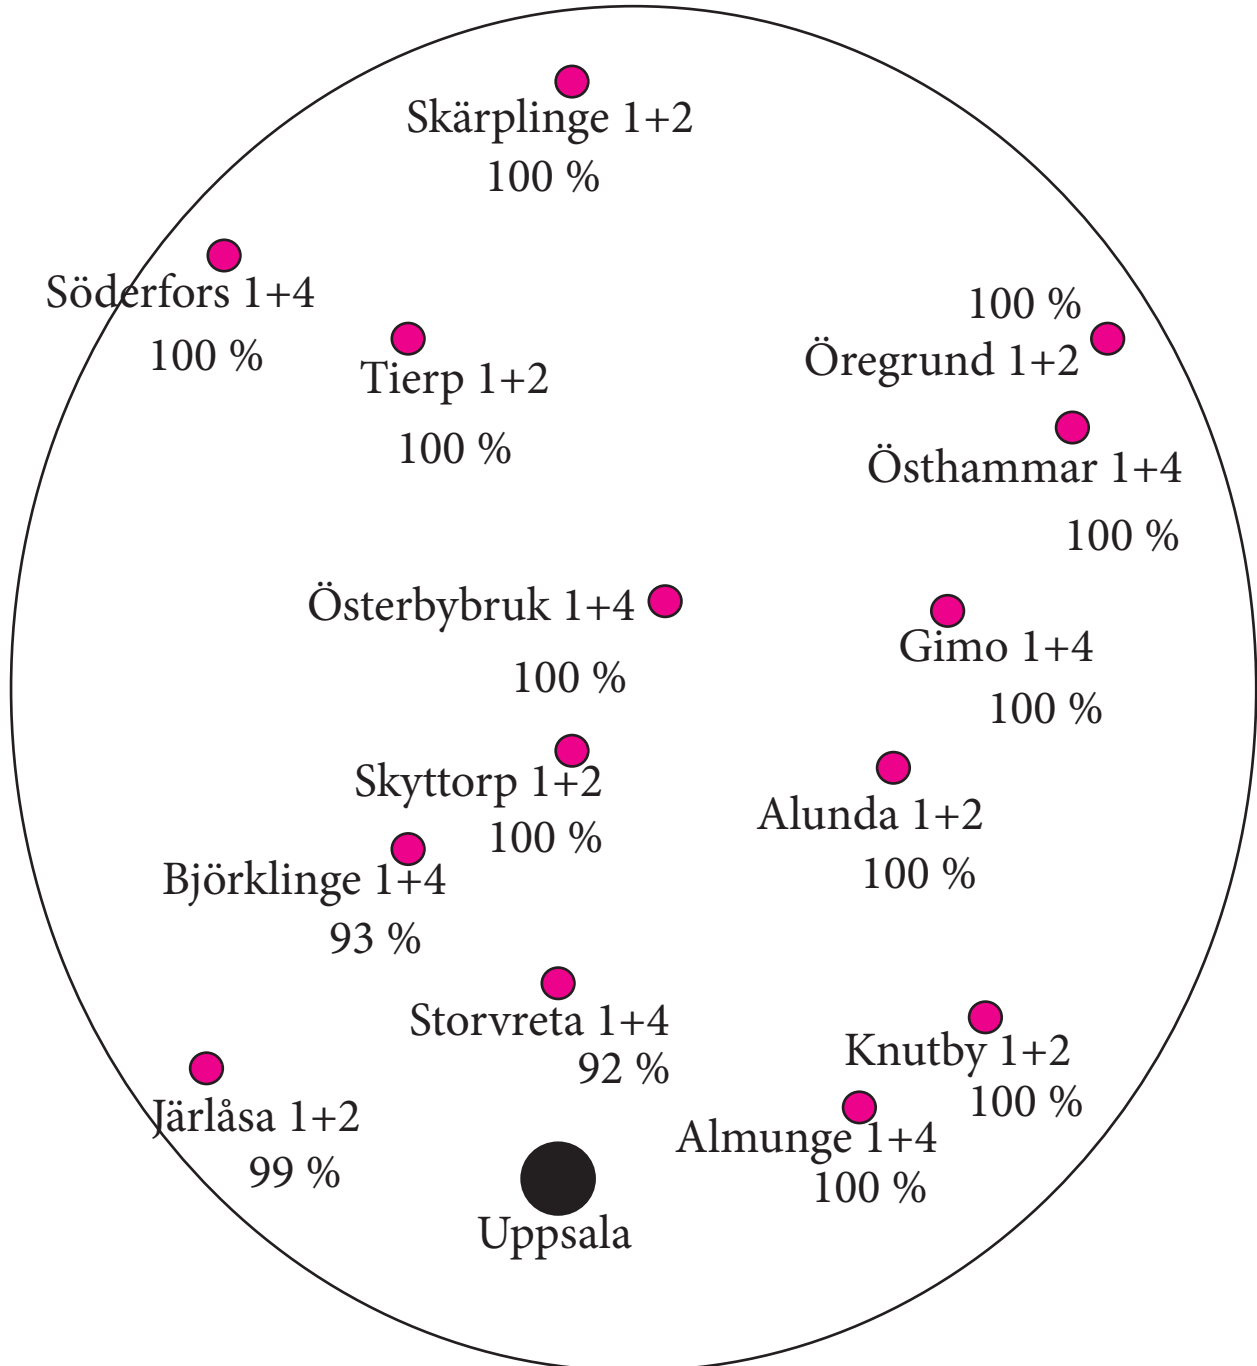 Skärplinge 1+2
100 %
Söderfors 1+4
100 %
Tierp 1+2
100 %
100 %
Öregrund 1+2
Östhammar 1+4
100 %
Österbybruk 1+4
100 %
Gimo 1+4
100 %
Skyttorp 1+2
100 %
Alunda 1+2
100 %
Björklinge 1+4
93 %
Storvreta 1+4
92 %
Knutby 1+2
100 %
Järlåsa 1+2
99 %
Almunge 1+4
100 %
Uppsala